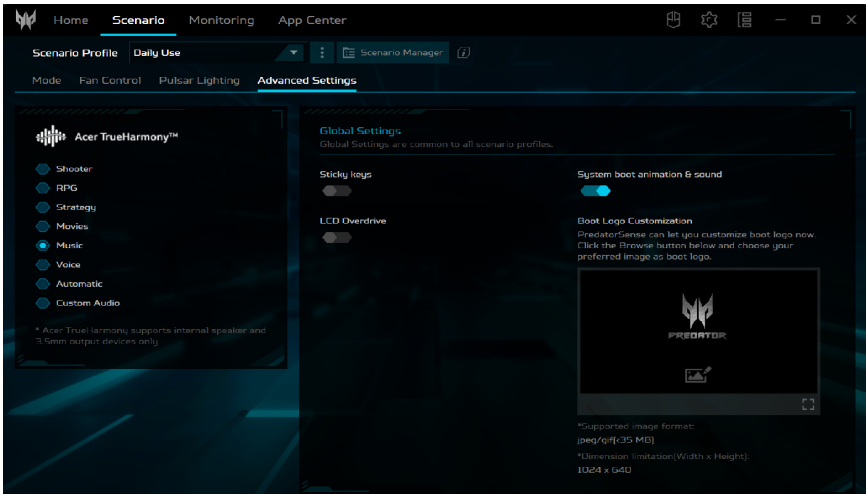 Home Scenario Monitoring App Center
Scenario Profile Daily Use Scenario Manager
Mode Fan Control Pulsar Lighting Advanced Settings
Acer TrueHarmony™
Shooter
RPG
Strategy
Movies
Music
Voice
Automatic
Custom Audio
* Acer TrueHarmony supports internal speaker and
3.5mm output devices only
Global Settings
Global Settings are common to all scenario profiles.
Sticky keys
LCD Overdrive
System boot animation & sound
Boot Logo Customization
PredatorSense can let you customize boot logo now.
Click the Browse button below and choose your
preferred image as boot logo.
PREDATOR
*Supported image format:
jpeg/gif(<35 MB)
*Dimension limitation(Width x Height):
1024 x 640